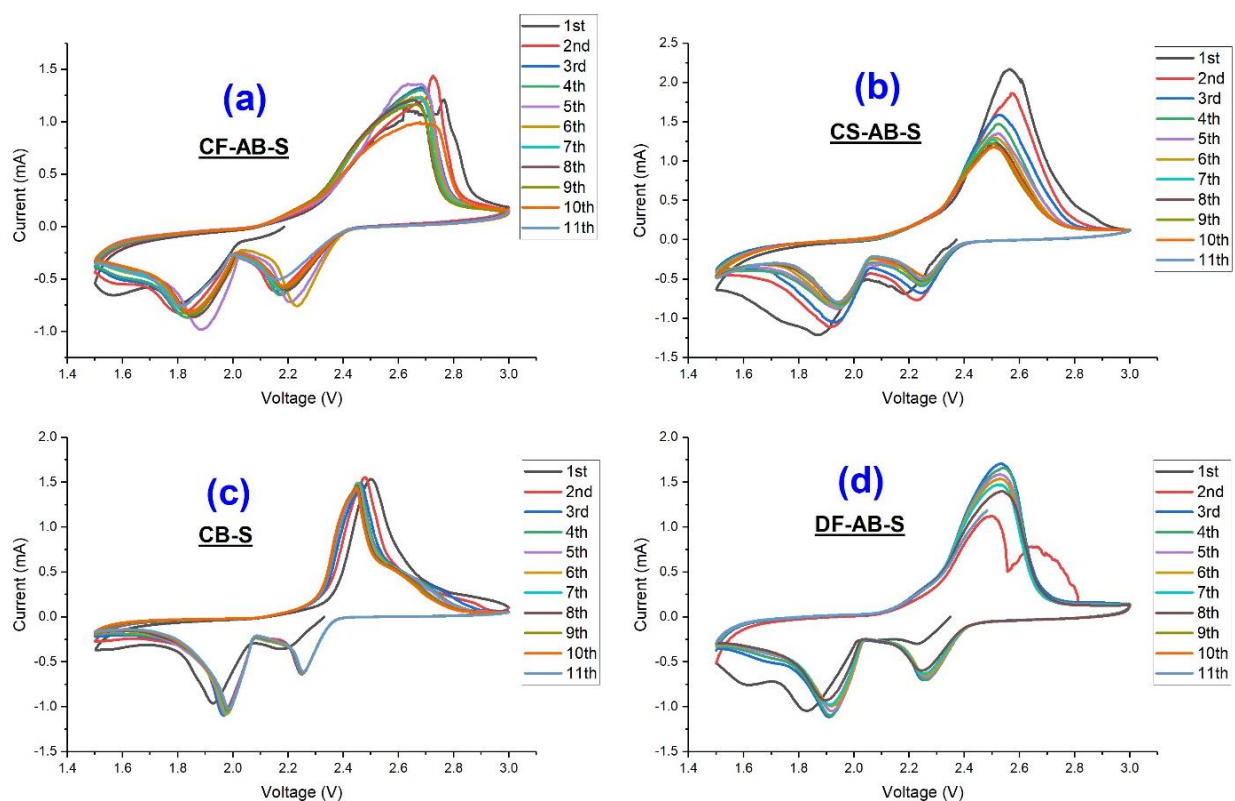 (a)
CF-AB-S
Current (mA)
1.5
1.0
0.5
0.0
-0.5
-1.0
1.4 1.6 1.8 2.0 2.2 2.4 2.6 2.8 3.0
Voltage (V)
1st
2nd
3rd
4th
5th
6th
7th
8th
9th
10th
11th
(b)
CS-AB-S
Current (mA)
2.5
2.0
1.5
1.0
0.5
0.0
-0.5
-1.0
-1.5
1.4 1.6 1.8 2.0 2.2 2.4 2.6 2.8 3.0
Voltage (V)
1st
2nd
3rd
4th
5th
6th
7th
8th
9th
10th
11th
(c)
CB-S
Current (mA)
2.0
1.5
1.0
0.5
0.0
-0.5
-1.0
-1.5
1.4 1.6 1.8 2.0 2.2 2.4 2.6 2.8 3.0
Voltage (V)
1st
2nd
3rd
4th
5th
6th
7th
8th
9th
10th
11th
(d)
DF-AB-S
Current (mA)
2.0
1.5
1.0
0.5
0.0
-0.5
-1.0
-1.5
1.4 1.6 1.8 2.0 2.2 2.4 2.6 2.8 3.0
Voltage (V)
1st
2nd
3rd
4th
5th
6th
7th
8th
9th
10th
11th